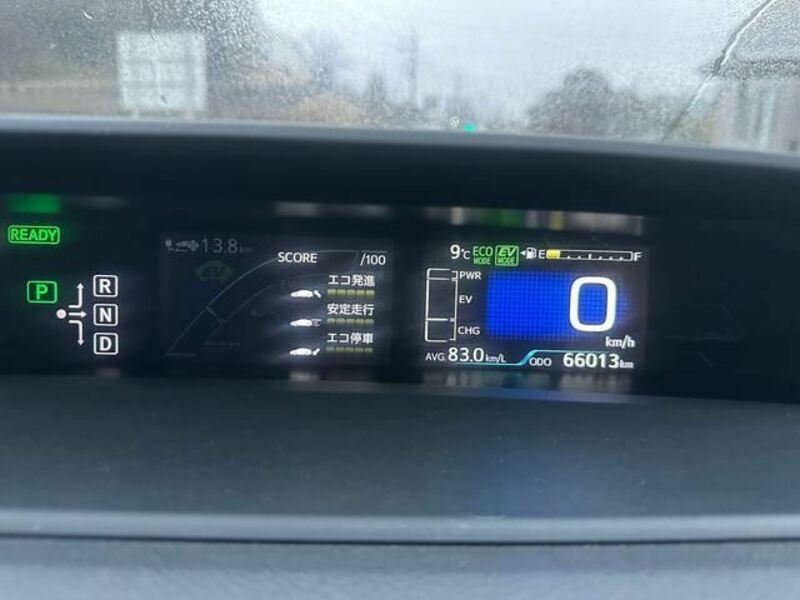 READY
P
R
N
D
13.8km
EV
SCORE /100
エコ発進
安定走行
エコ停車
9℃ ECO MODE EV MODE E F
PWR
EV
CHG
0
km/h
AVG. 83.0km/L ODO 66013km